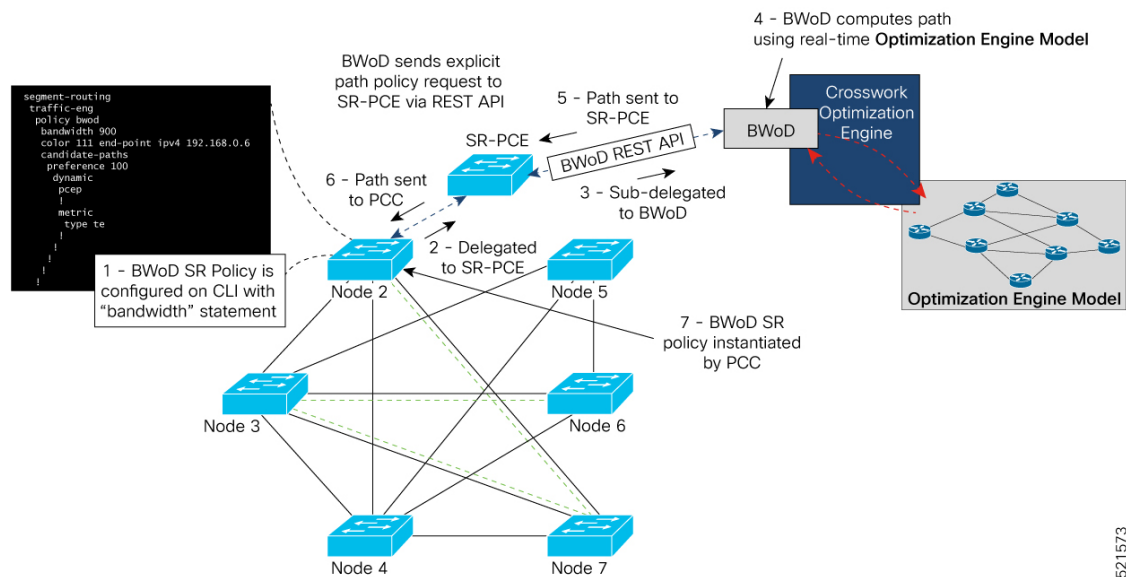 4 - BWoD computes path
using real-time Optimization Engine Model
BWoD sends explicit
path policy request to
SR-PCE via REST API
segment-routing
traffic-eng
policy bwod
bandwidth 900
color 111 end-point ipv4 192.168.0.6
candidate-paths
preference 100
dynamic
pcep
!
metric
type te
!
!
!
!
!
Crosswork
Optimization
Engine
5 - Path sent to
SR-PCE
BWoD
SR-PCE
BWoD REST API
6 - Path sent
to PCC
3 - Sub-delegated
to BWoD
2 - Delegated
to SR-PCE
1 - BWoD SR Policy is
configured on CLI with
“bandwidth” statement
Node 2
Node 5
Optimization Engine Model
7 - BWoD SR
policy instantiated
by PCC
Node 3
Node 6
Node 4
Node 7
521573